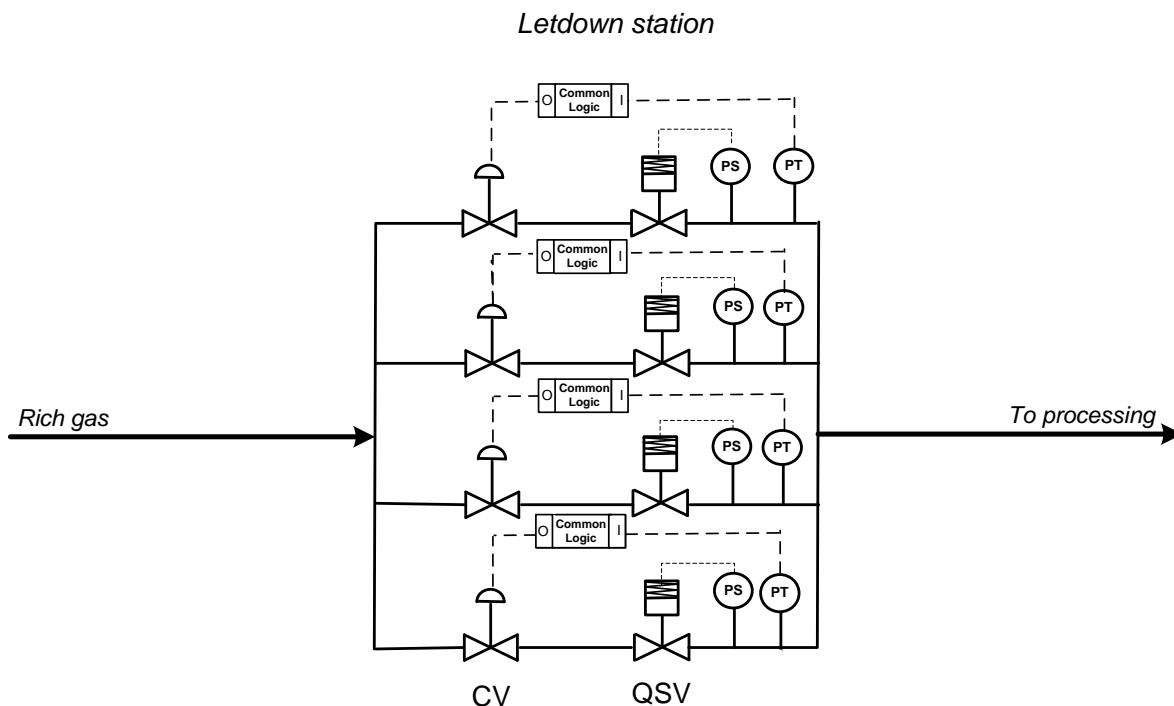 Letdown station
O Common Logic I
PS
PT
O Common Logic I
PS
PT
O Common Logic I
PS
PT
Rich gas
To processing
O Common Logic I
PS
PT
CV
QSV